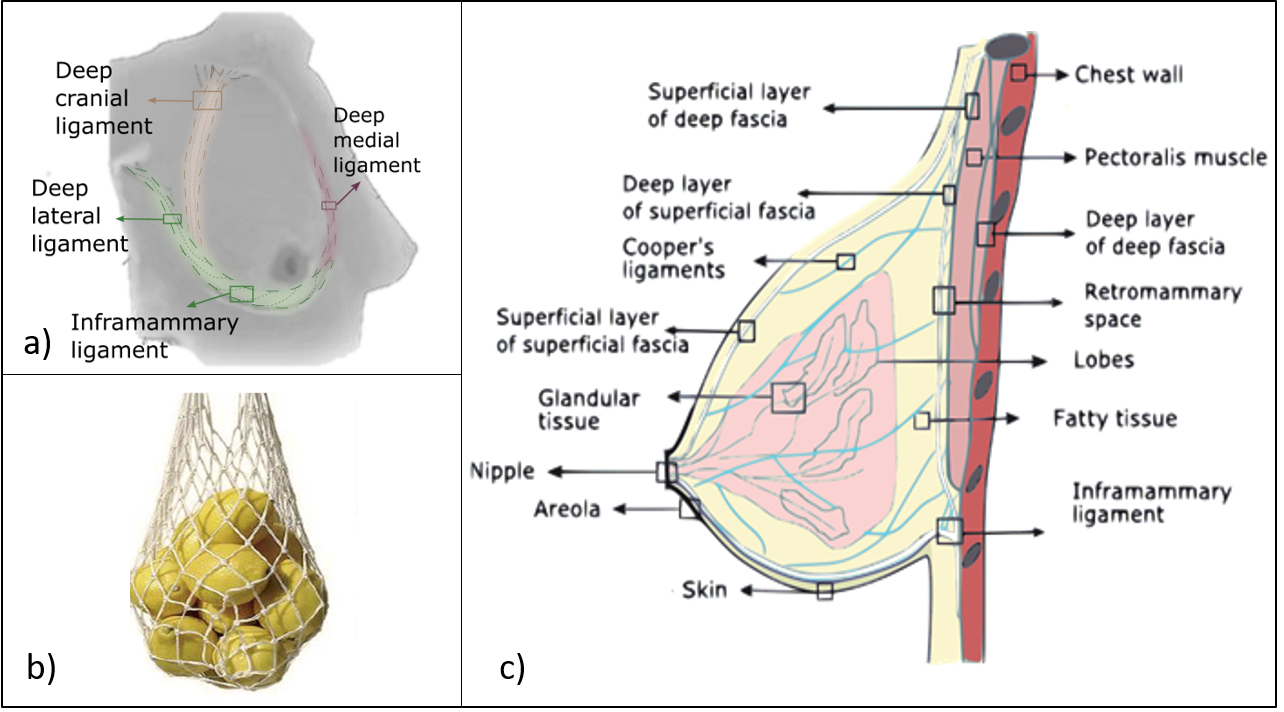 Deep
cranial
ligament
Deep
medial
ligament
Deep
lateral
ligament
Inframammary
ligament
a)
b)
Superficial layer
of deep fascia
Deep layer
of superficial fascia
Cooper's
ligaments
Superficial layer
of superficial fascia
Glandular
tissue
Nipple
Areola
Skin
Chest wall
Pectoralis muscle
Deep layer
of deep fascia
Retromammary
space
Lobes
Fatty tissue
Inframammary
ligament
c)